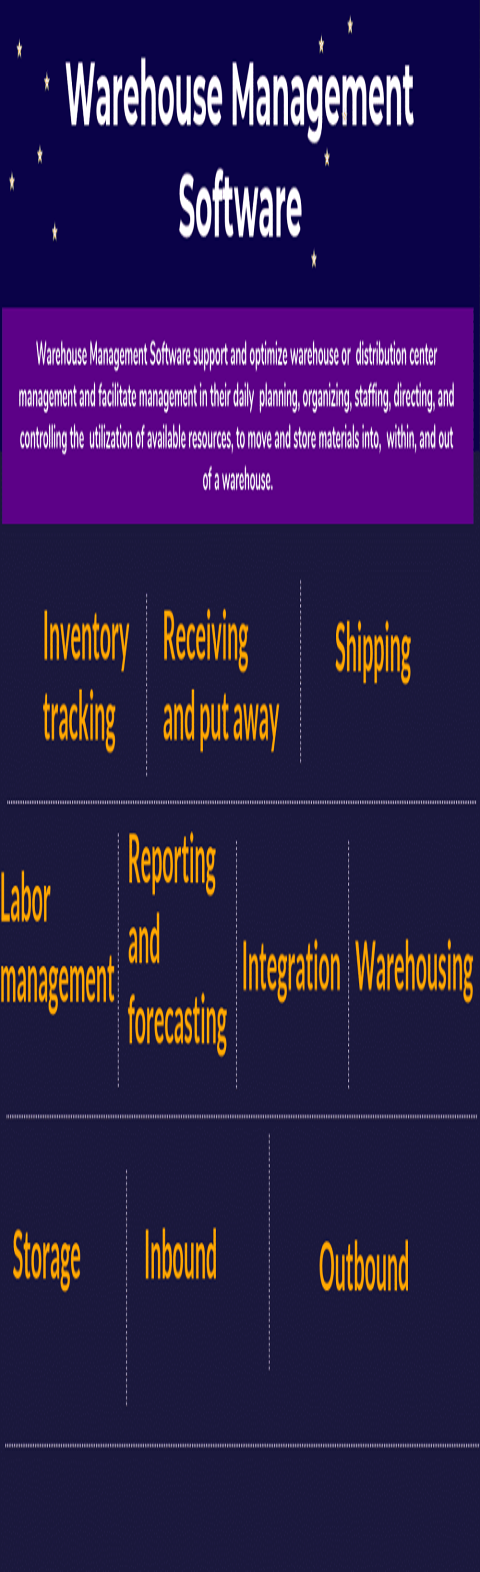 Warehouse Management
Software
Warehouse Management Software support and optimize warehouse or distribution center
management and facilitate management in their daily planning, organizing, staffing, directing, and
controlling the utilization of available resources, to move and store materials into, within, and out
of a warehouse.
Inventory
tracking
Receiving
and put away
Shipping
Labor
management
Reporting
and
forecasting
Integration
Warehousing
Storage
Inbound
Outbound